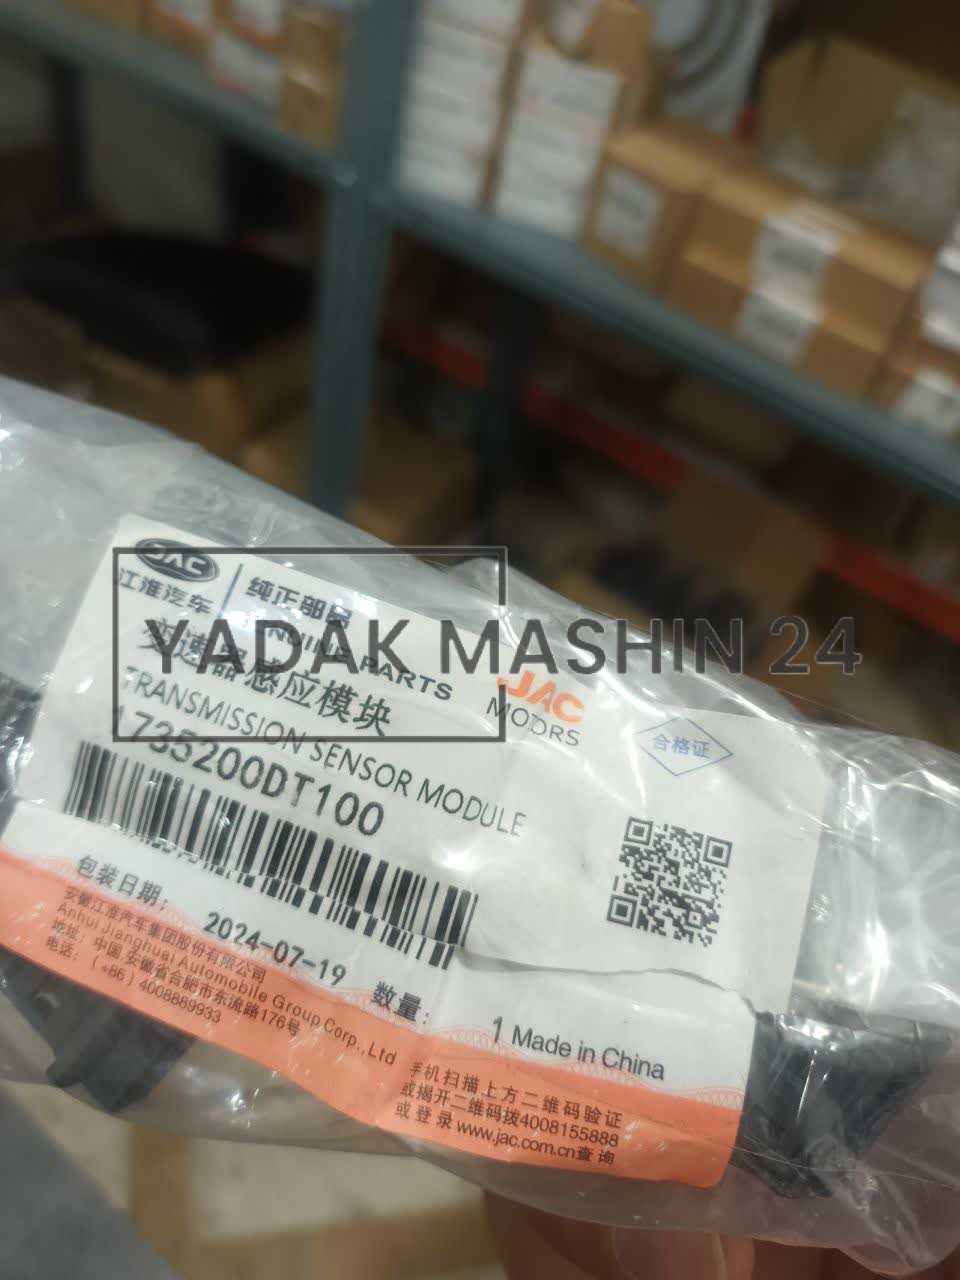 JAC
江淮汽车
纯正部品
ENGINE PARTS
YADAK MASHIN 24
变速器感应模块
TRANSMISSION SENSOR MODULE
1735200DT100
JAC
MOTORS
合格证
包装日期:
2024-07-19
数量:
1 Made in China
安徽江淮汽车集团股份有限公司
Anhui Jianghuai Automobile Group Corp.,Ltd
地址: 中国 安徽省合肥市东流路176号
电话: (+86) 4008889933
手机扫描上方二维码验证
或揭开二维码拨4008155888
或登录www.jac.com.cn查询